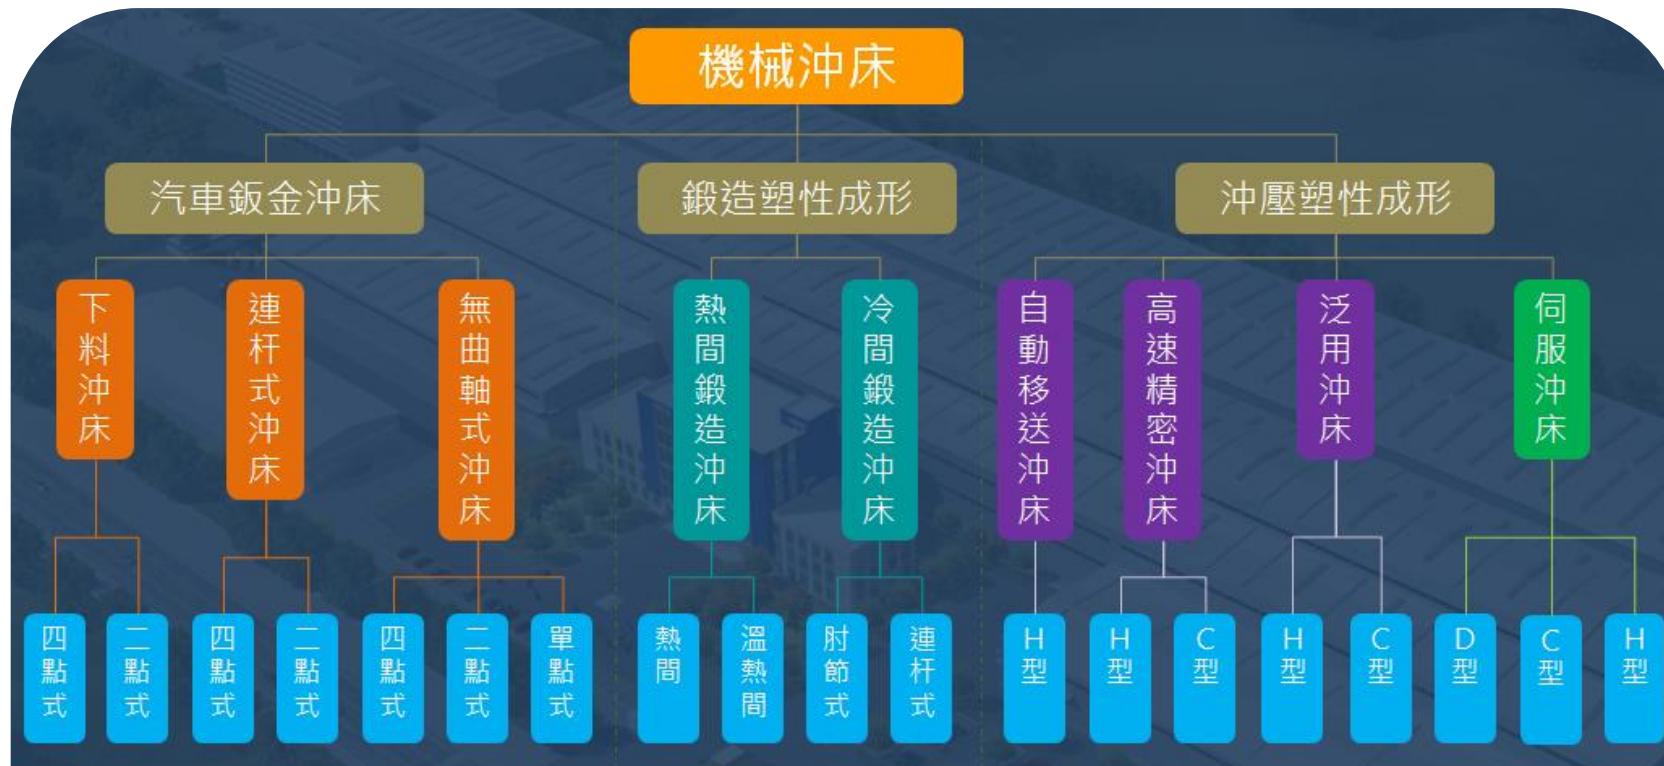 機械沖床
汽車鈑金沖床
鍛造塑性成形
沖壓塑性成形
下料沖床
連杆式沖床
無曲軸式沖床
熱間鍛造沖床
冷間鍛造沖床
自動移送沖床
高速精密沖床
泛用沖床
伺服沖床
四點式
二點式
四點式
二點式
四點式
二點式
單點式
熱間
溫熱間
肘節式
連杆式
H型
H型
C型
H型
C型
D型
C型
H型